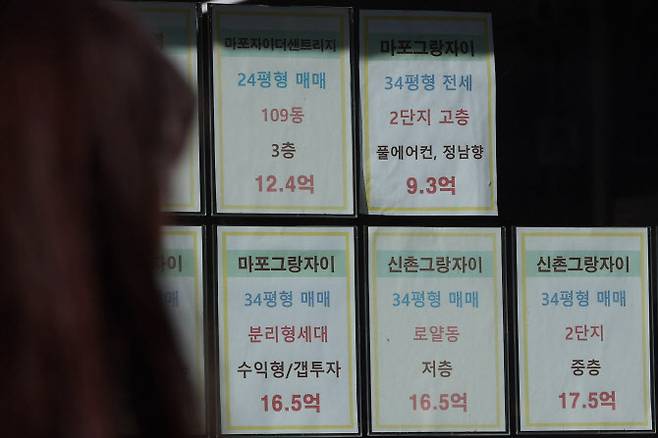 마포자이더센트리지
24평형 매매
109동
3층
12.4억
마포그랑자이
34평형 전세
2단지 고층
풀에어컨, 정남향
9.3억
자이
매매
마포그랑자이
34평형 매매
분리형세대
수익형/갭투자
16.5억
신촌그랑자이
34평형 매매
로얄동
저층
16.5억
신촌그랑자이
34평형 매매
2단지
중층
17.5억